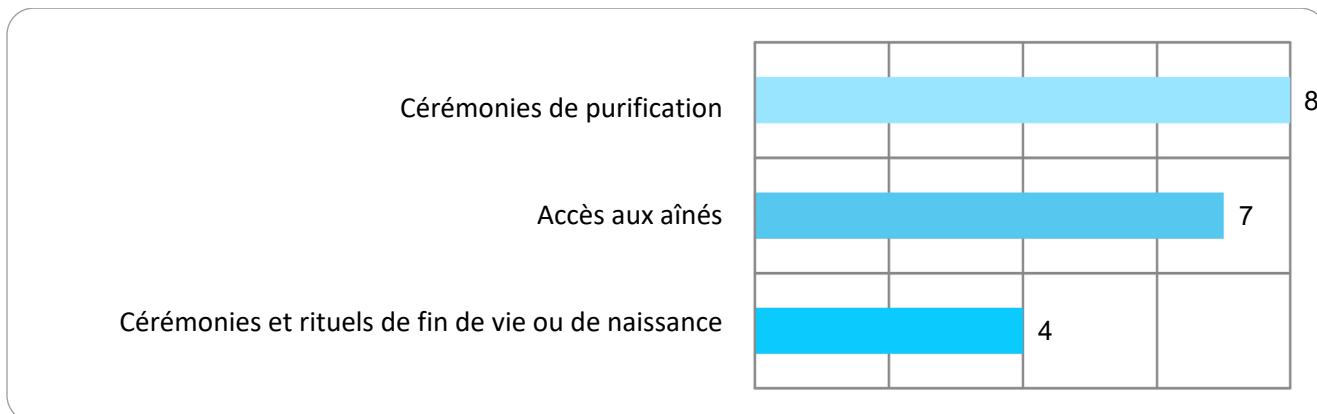 Cérémonies de purification
8
Accès aux aînés
7
Cérémonies et rituels de fin de vie ou de naissance
4